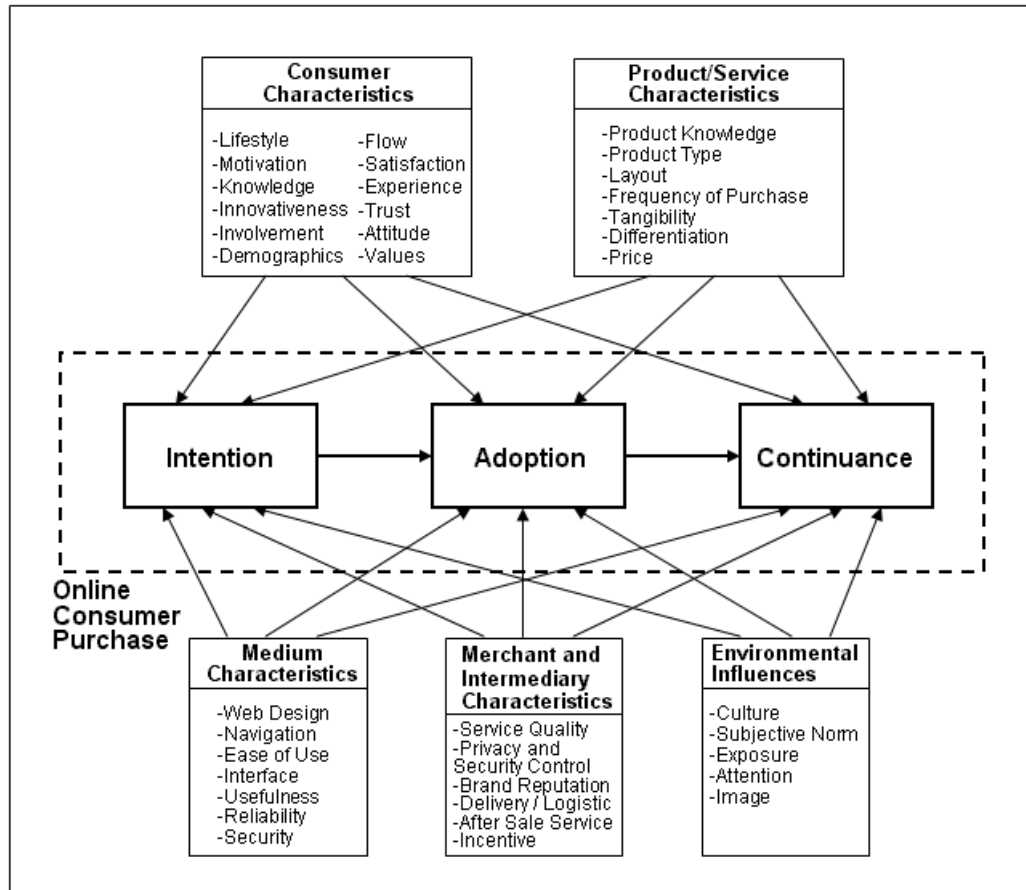 Consumer
Characteristics
-Lifestyle
-Motivation
-Knowledge
-Innovativeness
-Involvement
-Demographics
-Flow
-Satisfaction
-Experience
-Trust
-Attitude
-Values
Product/Service
Characteristics
-Product Knowledge
-Product Type
-Layout
-Frequency of Purchase
-Tangibility
-Differentiation
-Price
Intention
Adoption
Continuance
Online
Consumer
Purchase
Medium
Characteristics
-Web Design
-Navigation
-Ease of Use
-Interface
-Usefulness
-Reliability
-Security
Merchant and
Intermediary
Characteristics
-Service Quality
-Privacy and
Security Control
-Brand Reputation
-Delivery / Logistic
-After Sale Service
-Incentive
Environmental
Influences
-Culture
-Subjective Norm
-Exposure
-Attention
-Image